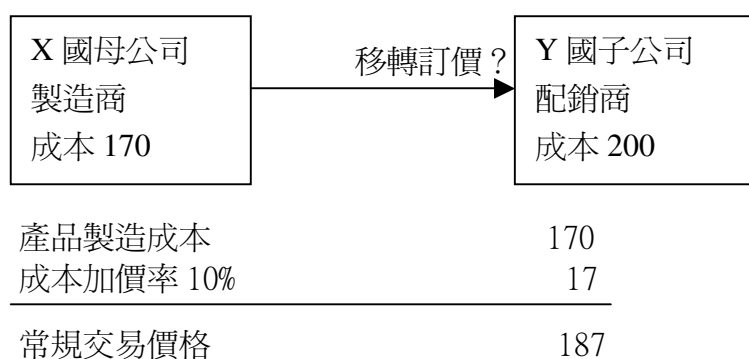 X 國母公司
製造商
成本 170
移轉訂價？
Y 國子公司
配銷商
成本 200
產品製造成本 170
成本加價率 10% 17
常規交易價格 187